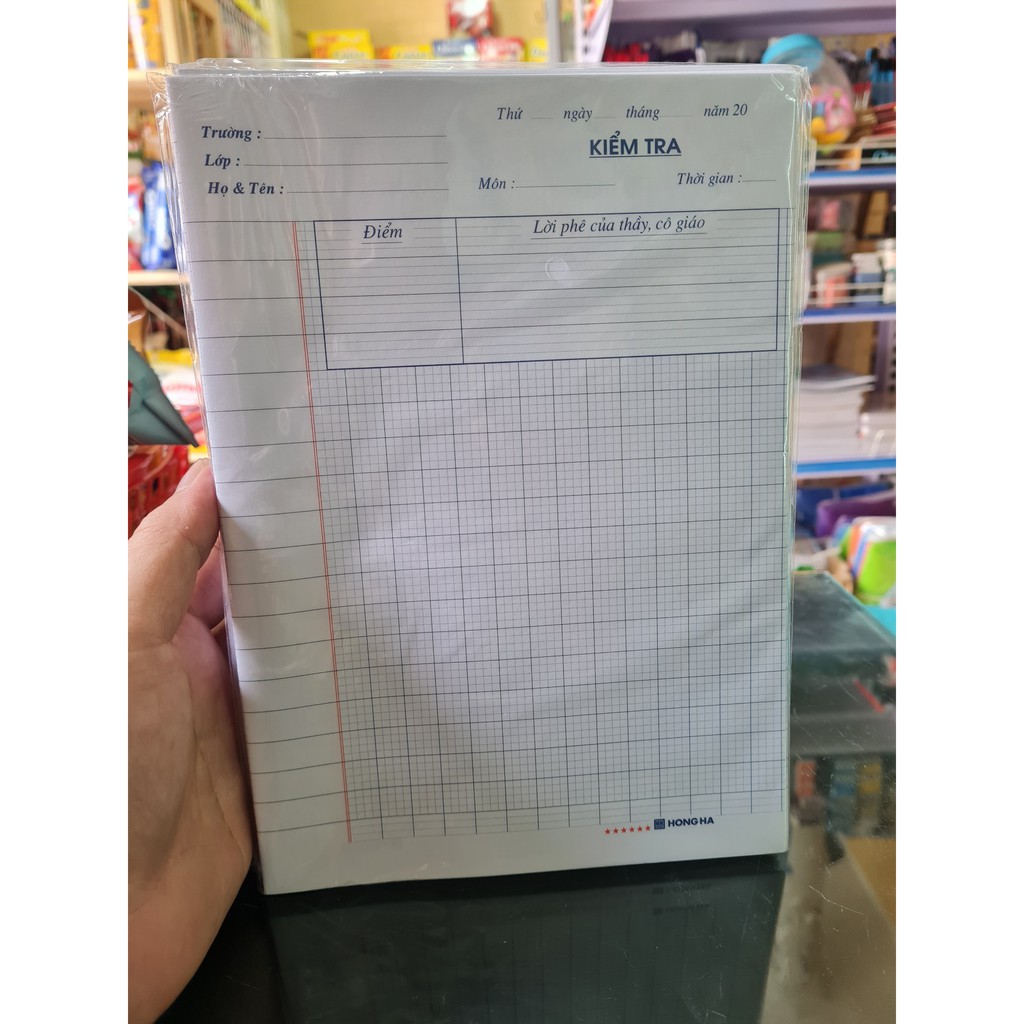 Thứ ngày tháng năm 20
Trường :
KIỂM TRA
Lớp :
Họ & Tên :
Môn :
Thời gian :
Điểm
Lời phê của thầy, cô giáo
HONG HA